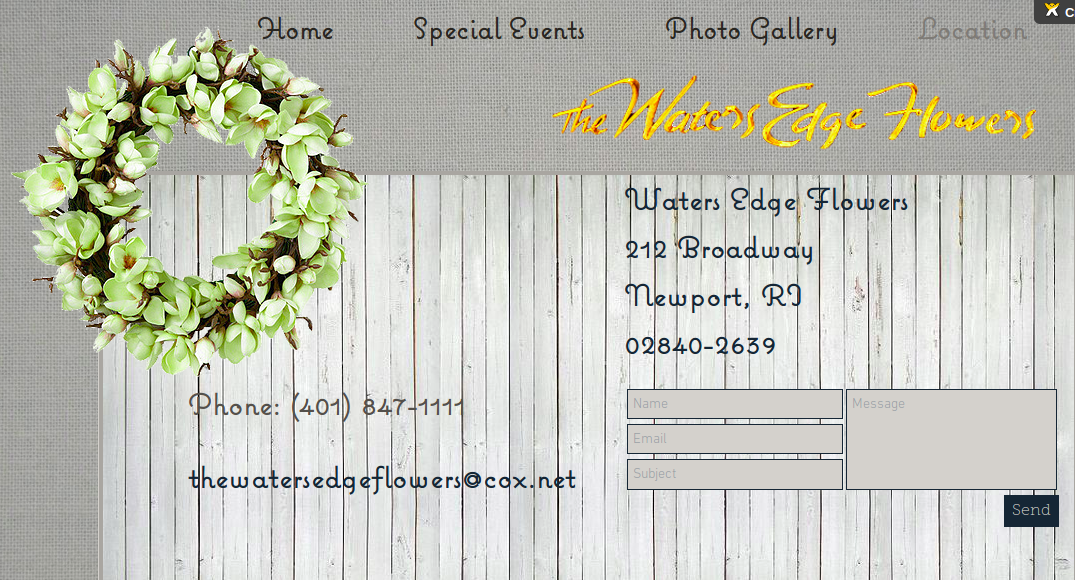 Home Special Events Photo Gallery Location
the Waters Edge Flowers
Waters Edge Flowers
212 Broadway
Newport, RI
02840-2639
Phone: (401) 847-1111
thewatersedgeflowers@cox.net
Name
Message
Email
Subject
Send